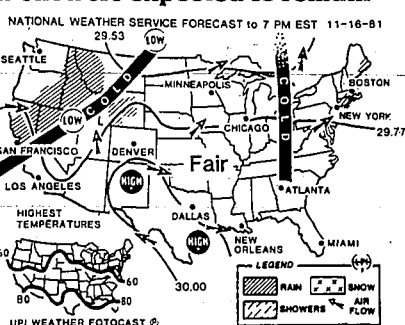 NATIONAL WEATHER SERVICE FORECAST to 7 PM EST 11-16-81
29.53
LOW
SEATTLE
COLD
MINNEAPOLIS
COLD
BOSTON
LOW
NEW YORK
CHICAGO
29.77
SAN FRANCISCO
DENVER
Fair
LOS ANGELES
HIGH
ATLANTA
HIGHEST
TEMPERATURES
DALLAS
HIGH
NEW
ORLEANS
MIAMI
60
60
80
80
30.00
LEGEND
RAIN
SNOW
SHOWERS
AIR
FLOW
UPI WEATHER FOTOCAST ©